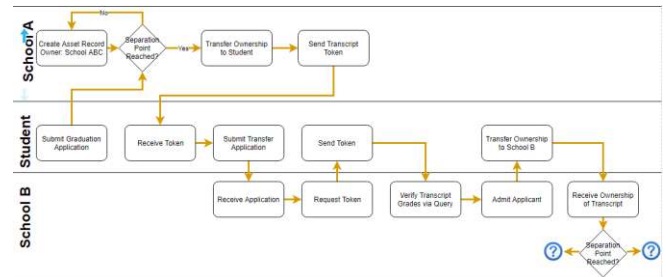 School A
No
Create Asset Record
Owner: School ABC
Separation
Point
Reached?
Yes
Transfer Ownership
to Student
Send Transcript
Token
Student
Submit Graduation
Application
Receive Token
Submit Transfer
Application
Send Token
Transfer Ownership
to School B
School B
Receive Application
Request Token
Verify Transcript
Grades via Query
Admit Applicant
Receive Ownership
of Transcript
?
Separation
Point
Reached?
?